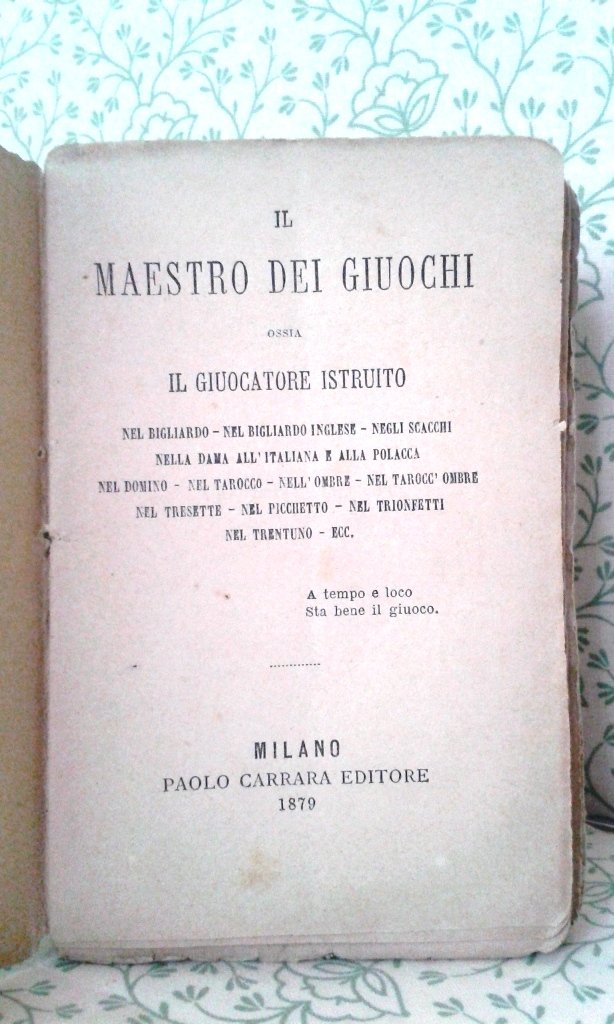 IL
MAESTRO DEI GIUOCHI
OSSIA
IL GIUOCATORE ISTRUITO
NEL BIGLIARDO – NEL BIGLIARDO INGLESE – NEGLI SCACCHI
NELLA DAMA ALL'ITALIANA E ALLA POLACCA
NEL DOMINO – NEL TAROCCO – NELL'OMBRE – NEL TAROCC'OMBRE
NEL TRESETTE – NEL PICCHETTO – NEL TRIONFETTI
NEL TRENTUNO – ECC.
A tempo e loco
Sta bene il giuoco.
MILANO
PAOLO CARRARA EDITORE
1879